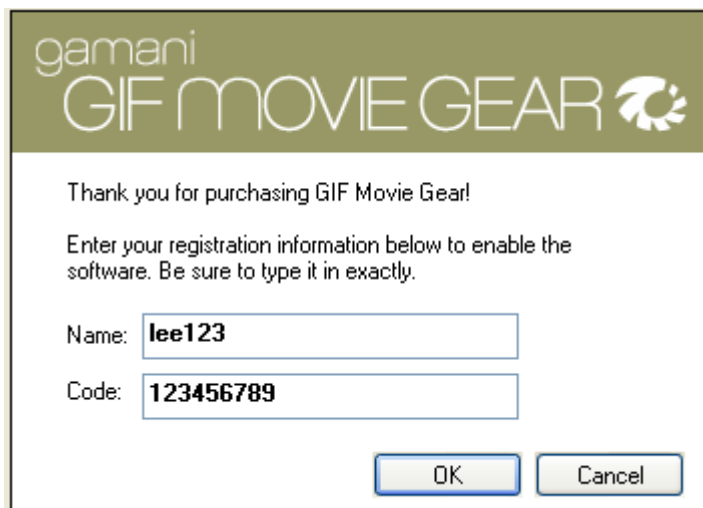 gamani
GIF MOVIE GEAR
Thank you for purchasing GIF Movie Gear!
Enter your registration information below to enable the
software. Be sure to type it in exactly.
Name: lee123
Code: 123456789
OK Cancel